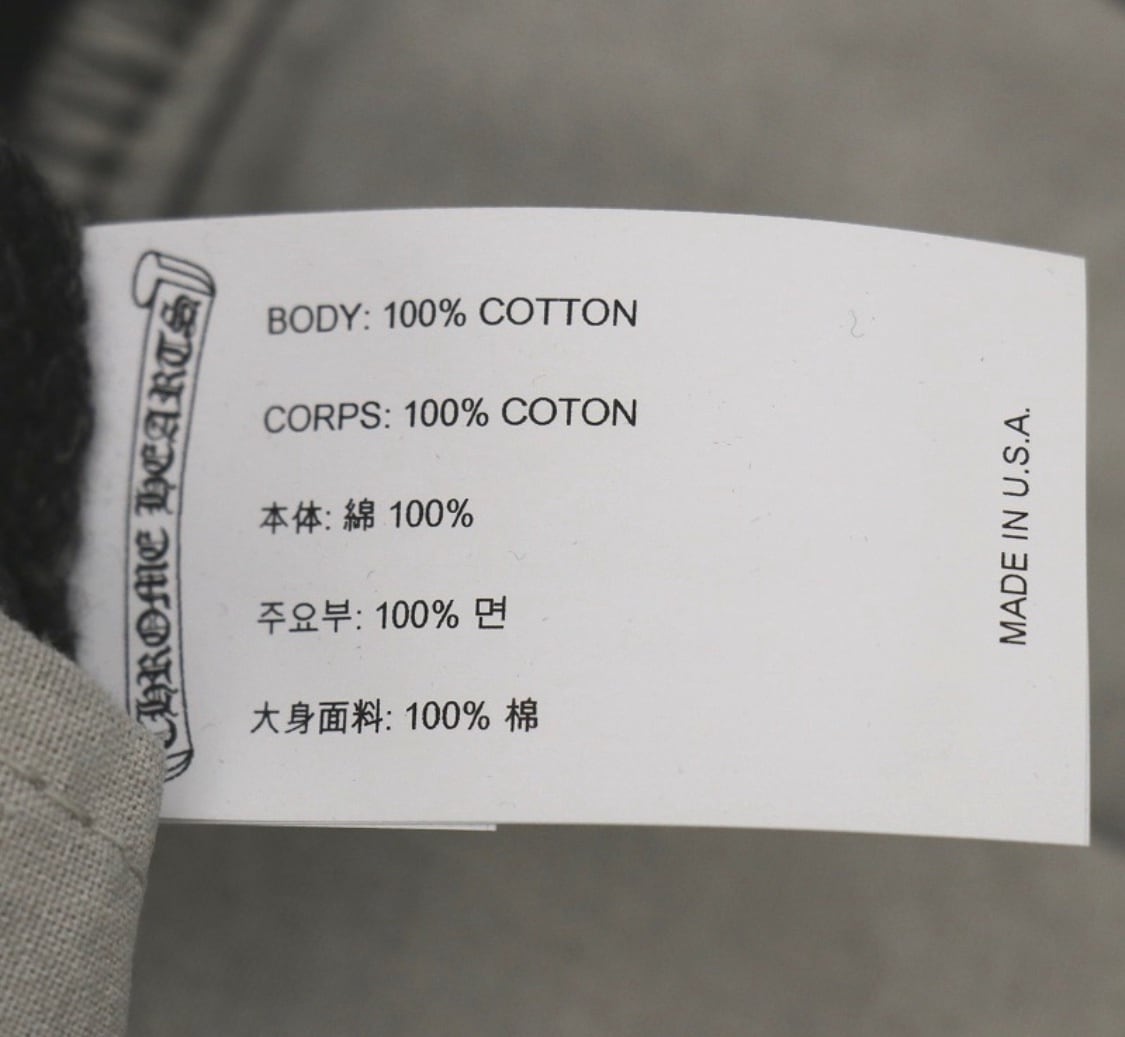 CHROME HEARTS
BODY: 100% COTTON
CORPS: 100% COTON
本体: 綿 100%
주요부: 100% 면
大身面料: 100% 棉
MADE IN U.S.A.